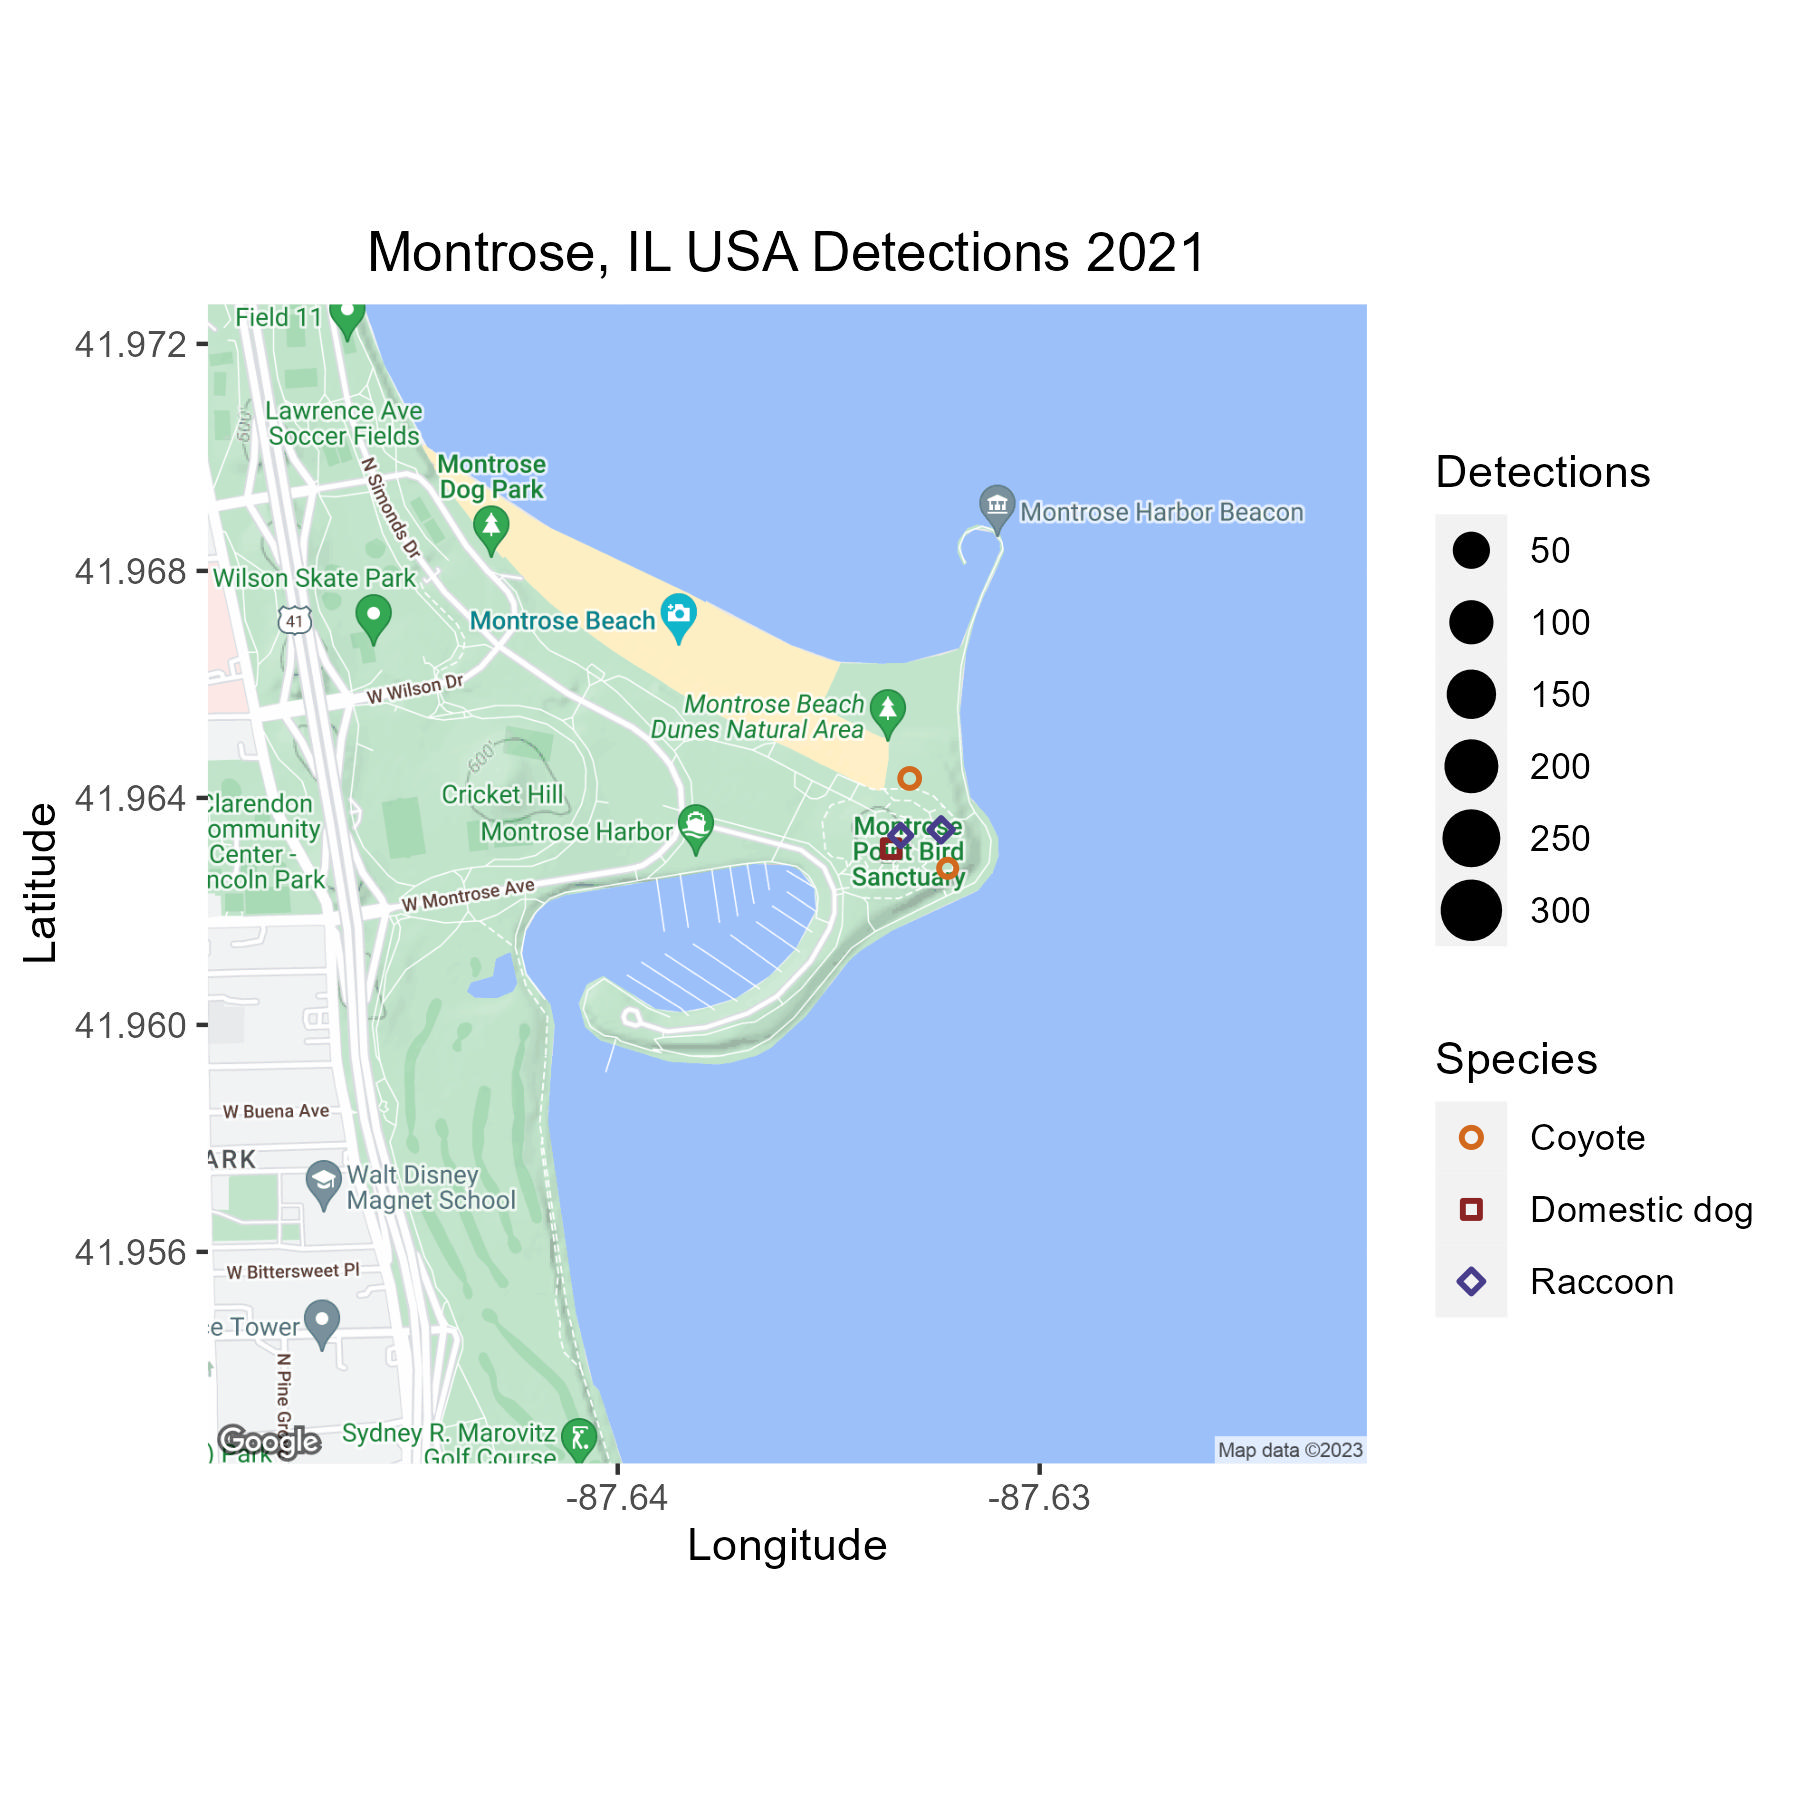 Montrose, IL USA Detections 2021
Latitude
41.972
41.968
41.964
41.960
41.956
Field 11
Lawrence Ave
Soccer Fields
600'
N Simonds Dr
Montrose
Dog Park
Montrose Harbor Beacon
Wilson Skate Park
41
Montrose Beach
W Wilson Dr
Montrose Beach
Dunes Natural Area
600'
Cricket Hill
Montrose Harbor
Clarendon
ommunity
Center -
incoln Park
Montrose
Point Bird
Sanctuary
W Montrose Ave
W Buena Ave
ARK
Walt Disney
Magnet School
W Bittersweet Pl
ce Tower
N Pine Gro
Google
Park
Sydney R. Marovitz
Golf Course
Map data ©2023
-87.64
-87.63
Longitude
Detections
50
100
150
200
250
300
Species
Coyote
Domestic dog
Raccoon